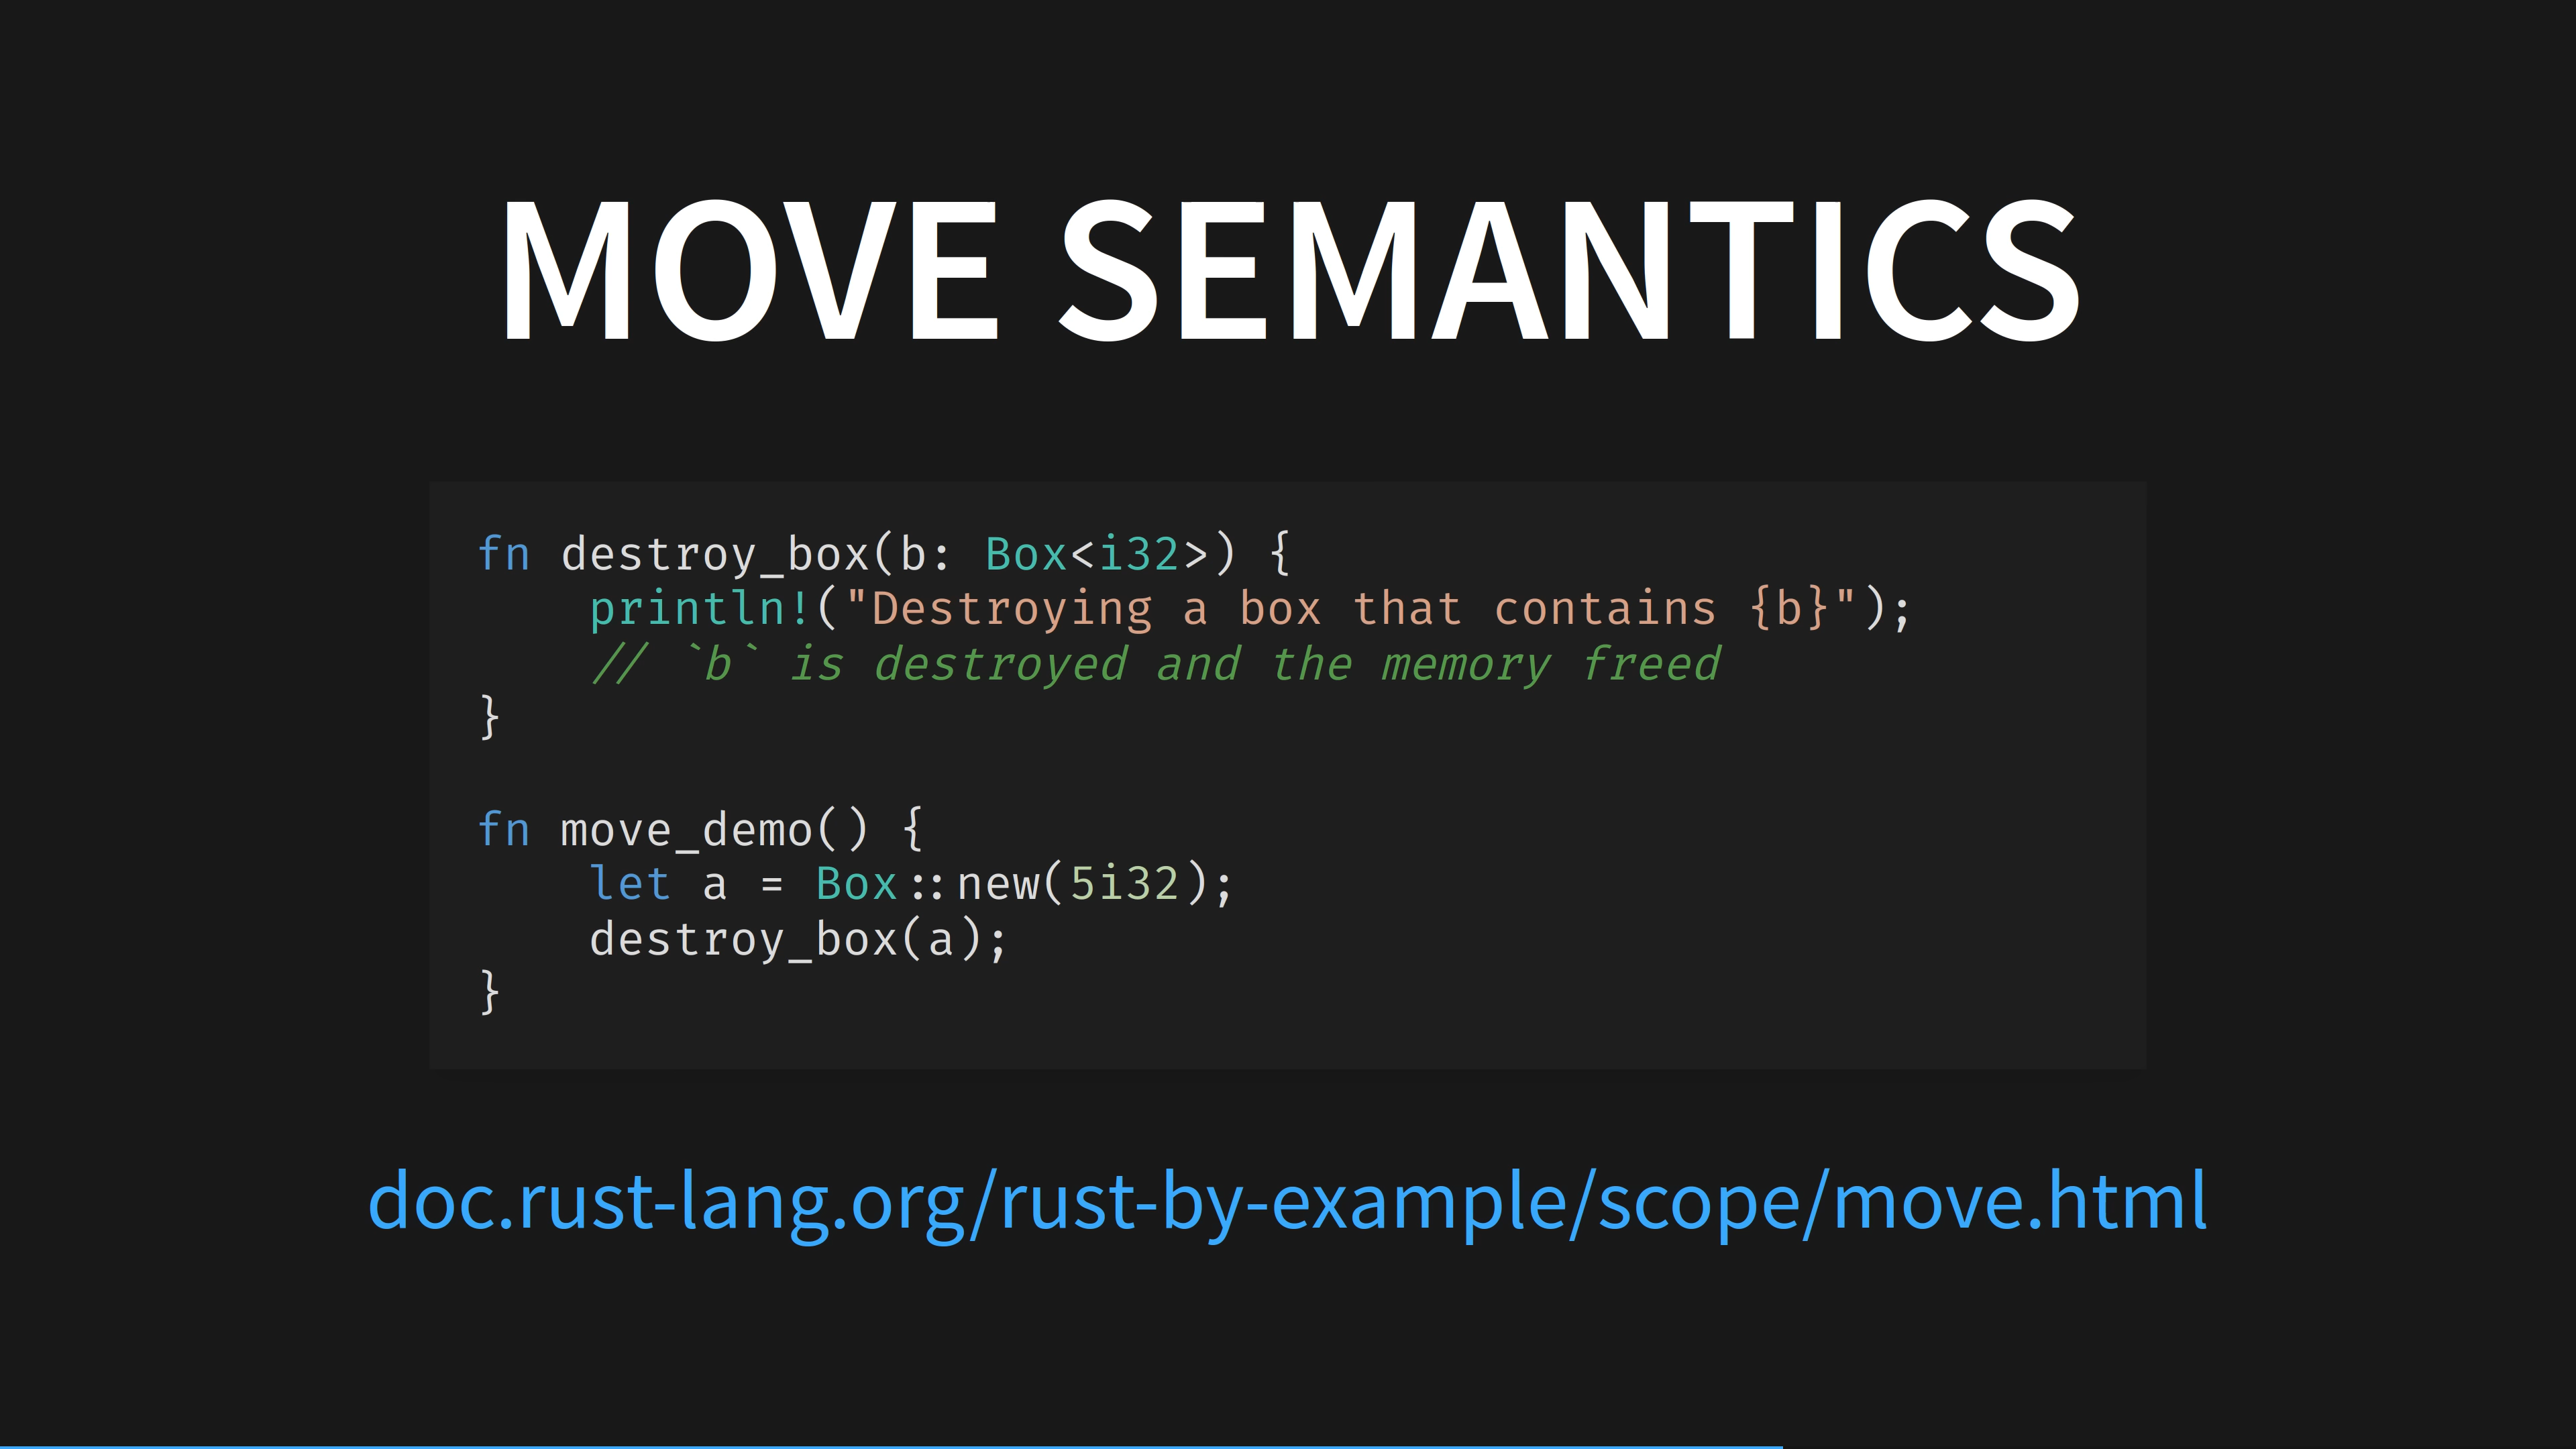 MOVE SEMANTICS
fn destroy_box(b: Box<i32>) {
    println!("Destroying a box that contains {b}");
    // `b` is destroyed and the memory freed
}

fn move_demo() {
    let a = Box::new(5i32);
    destroy_box(a);
}
doc.rust-lang.org/rust-by-example/scope/move.html